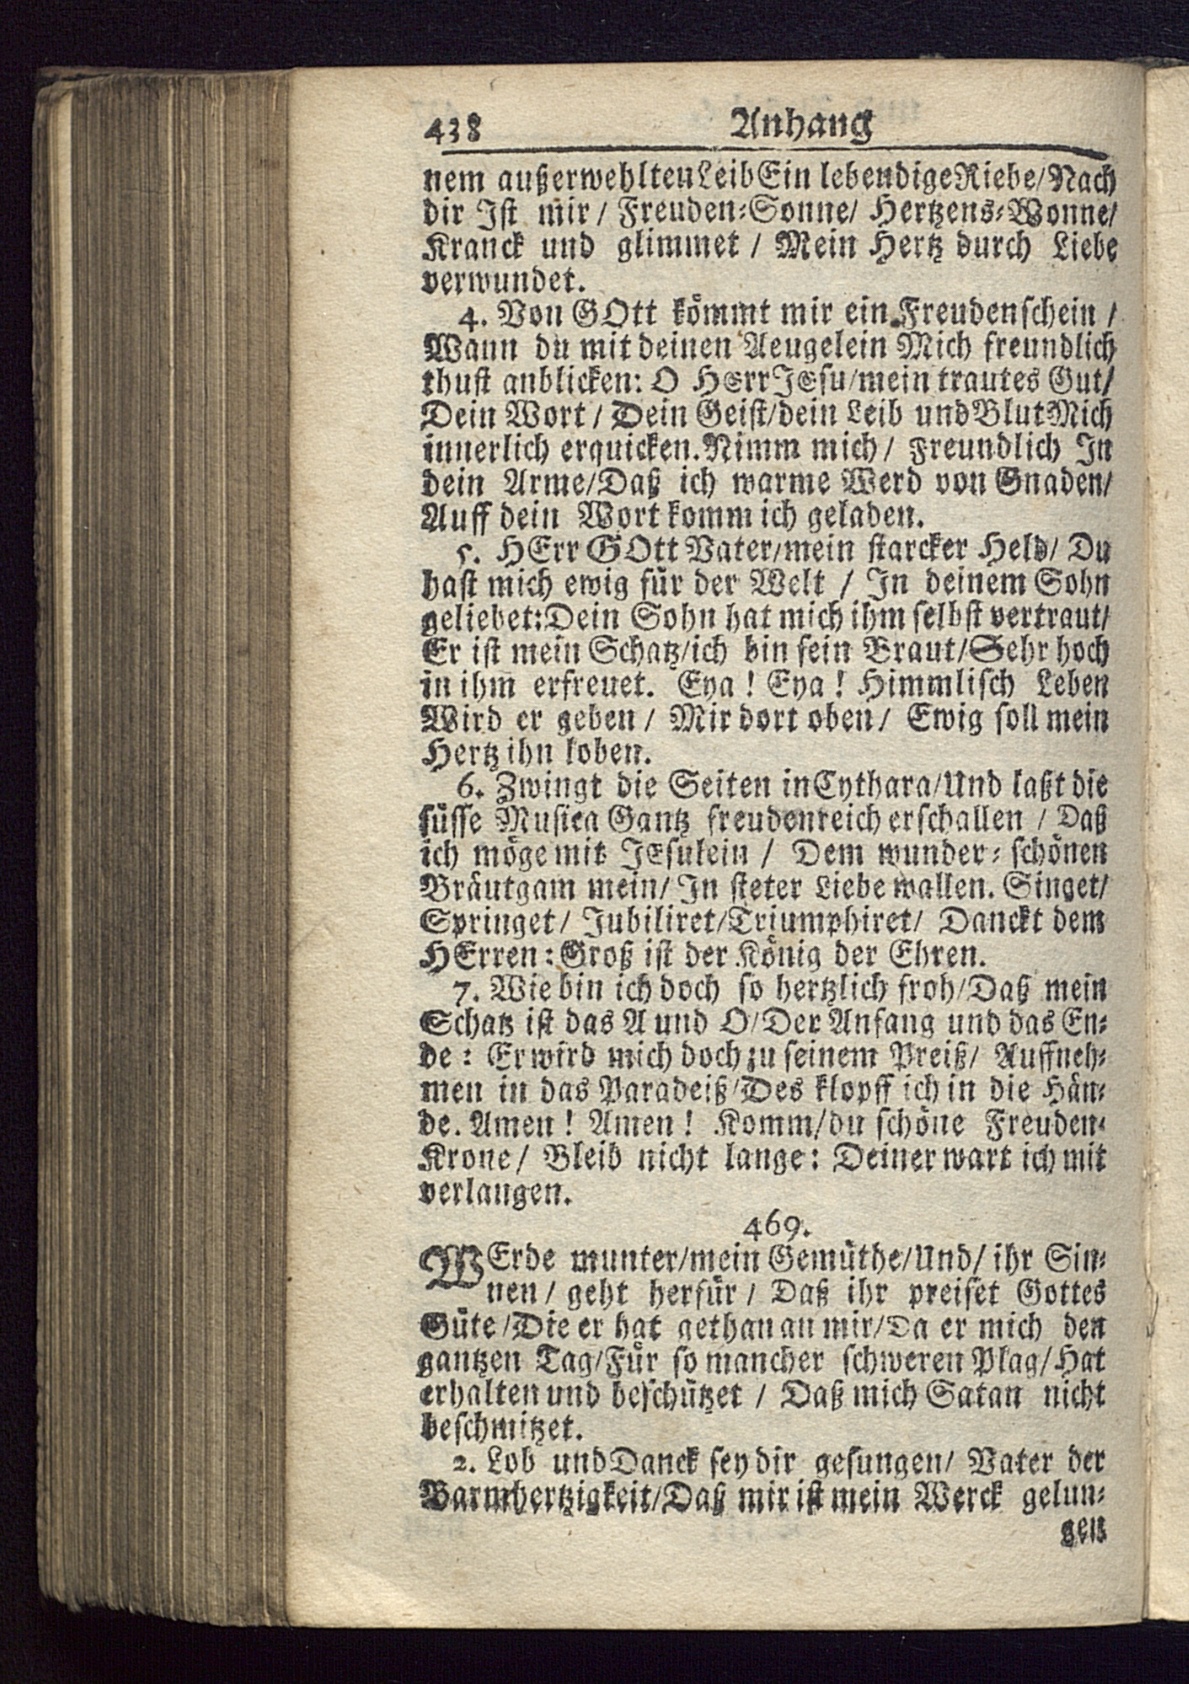 438 Anhang
nem außerwehlten Leib Ein lebendige Riebe/ Nach
dir Ist mir / Freuden-Sonne/ Hertzens-Wonne/
Kranck und glimmet / Mein Hertz durch Liebe
verwundet.
4. Von GOtt kömmt mir ein Freudenschein /
Wann du mit deinen Aeugelein Mich freundlich
thust anblicken: O HErr JEsu/ mein trautes Gut/
Dein Wort / Dein Geist/ dein Leib und Blut Mich
innerlich erquicken. Nimm mich/ Freundlich In
dein Arme/ Daß ich warme Werd von Gnaden/
Auff dein Wort komm ich geladen.
5. HErr GOtt Vater/ mein starcker Held/ Du
hast mich ewig für der Welt / In deinem Sohn
geliebet: Dein Sohn hat mich ihm selbst vertraut/
Er ist mein Schatz/ ich bin sein Braut/ Sehr hoch
in ihm erfreuet. Eya! Eya! Himmlisch Leben
Wird er geben/ Mir dort oben/ Ewig soll mein
Hertz ihn loben.
6. Zwingt die Seiten in Cythara/ Und laßt die
süsse Musica Gantz freudenreich erschallen / Daß
ich möge mit JEsulein / Dem wunder-schönen
Bräutgam mein/ In steter Liebe wallen. Singet/
Springet/ Jubiliret/ Triumphiret/ Danckt dem
HErren: Groß ist der König der Ehren.
7. Wie bin ich doch so hertzlich froh/ Daß mein
Schatz ist das A und O/ Der Anfang und das En-
de: Er wird mich doch zu seinem Preiß/ Auffneh-
men in das Paradeiß/ Des klopff ich in die Hän-
de. Amen! Amen! Komm/ du schöne Freuden-
Krone/ Bleib nicht lange: Deiner wart ich mit
verlangen.
469.
WErde munter/ mein Gemüthe/ Und/ ihr Sin-
nen/ geht herfür/ Daß ihr preiset Gottes
Güte/ Die er hat gethan an mir/ Da er mich den
gantzen Tag/ Für so mancher schweren Plag/ Hat
erhalten und beschützet / Daß mich Satan nicht
beschmitzet.
2. Lob und Danck sey dir gesungen/ Vater der
Barmhertzigkeit/ Daß mir ist mein Werck gelun-
gen